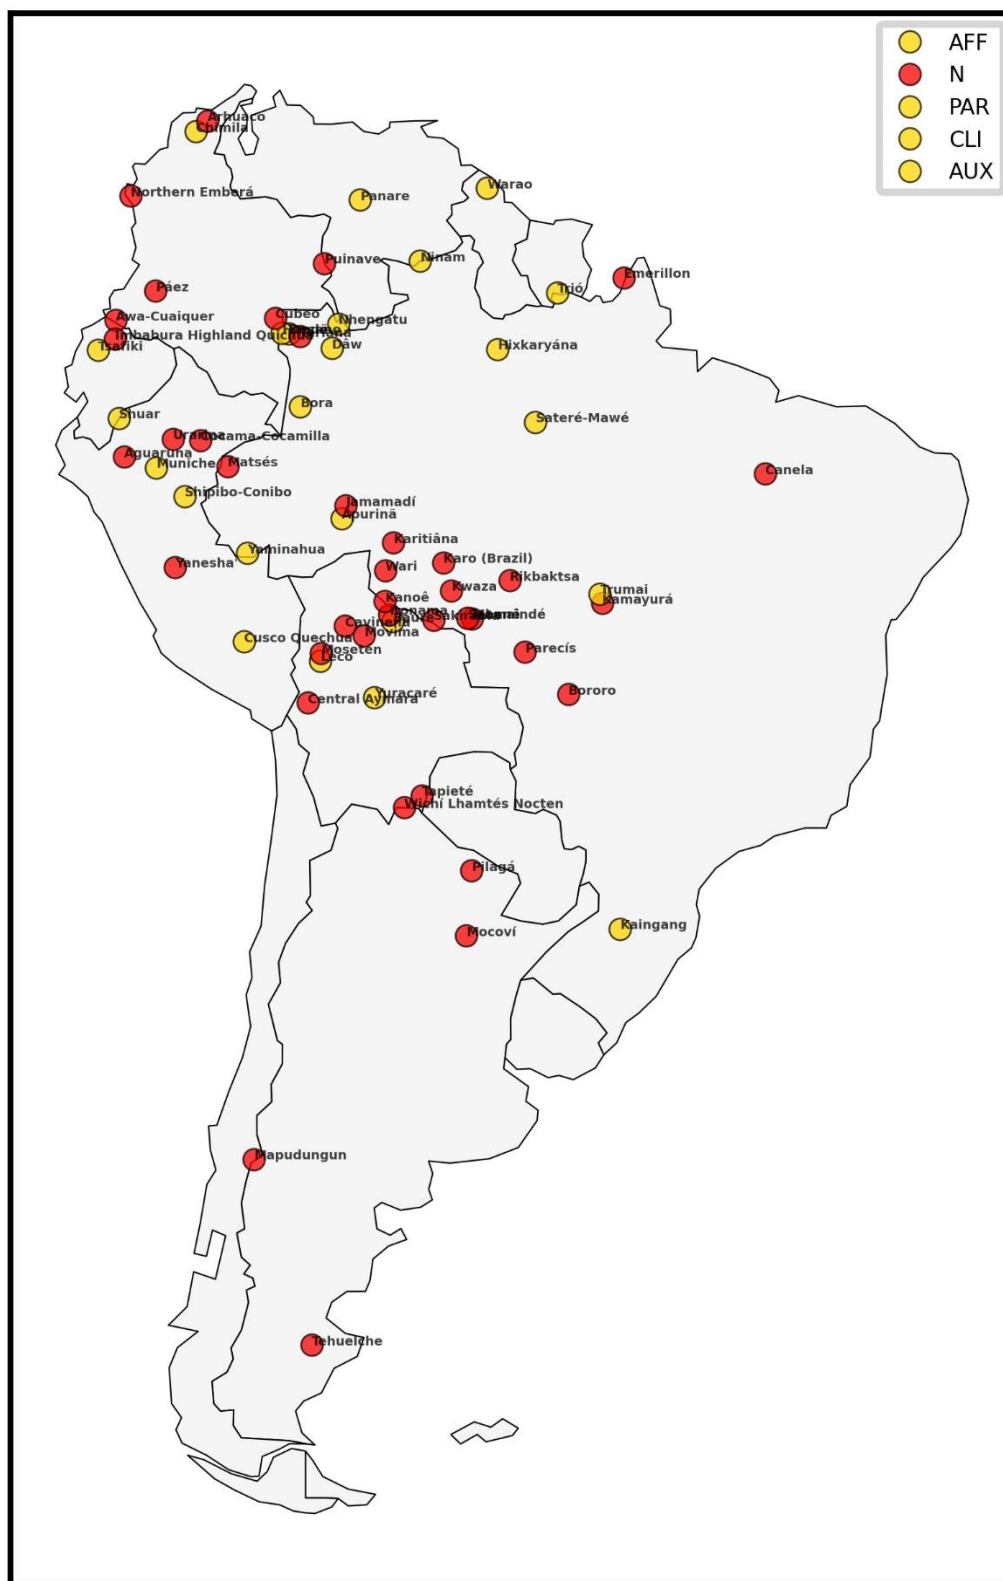 AFF
N
PAR
CLI
AUX
Arhuaco
Chimila
Northern Emberá
Panare
Warao
Puinave
Ninam
Emerillon
Páez
Trió
Awa-Cuaiquer
Cubeo
Nhengatu
Imbabura Highland Quichua
Tsafiki
Dâw
Hixkaryána
Bora
Shuar
Sateré-Mawé
Urarina
Cocama-Cocamilla
Aguaruna
Muniche
Matsés
Canela
Shipibo-Conibo
Jamamadí
Apurinã
Karitiâna
Yaminahua
Yanesha'
Wari
Karo (Brazil)
Rikbaktsa
Kwaza
Trumai
Kamayurá
Kanoê
Cavineña
Movima
Cusco Quechua
Mosetén
Leco
Parecís
Bororo
Yuracaré
Central Aymara
Tapieté
Wichí Lhamtés Nocten
Pilagá
Mocoví
Kaingang
Mapudungun
Tehuelche